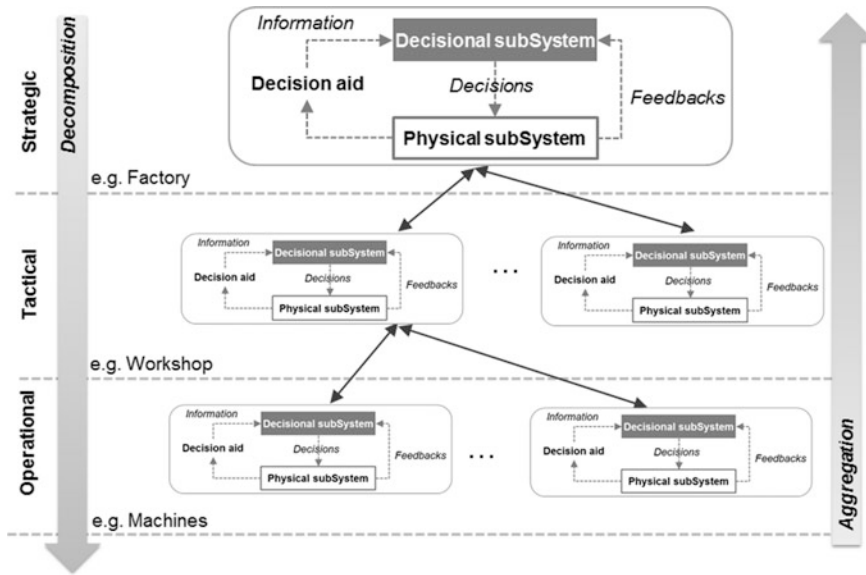 Strategic
Decomposition
Information
Decisional subSystem
Decision aid
Decisions
Feedbacks
Physical subSystem
e.g. Factory
Aggregation
Tactical
Information
Decisional subSystem
Decision aid
Decisions
Feedbacks
Physical subSystem
...
Information
Decisional subSystem
Decision aid
Decisions
Feedbacks
Physical subSystem
e.g. Workshop
Operational
Information
Decisional subSystem
Decision aid
Decisions
Feedbacks
Physical subSystem
...
Information
Decisional subSystem
Decision aid
Decisions
Feedbacks
Physical subSystem
e.g. Machines